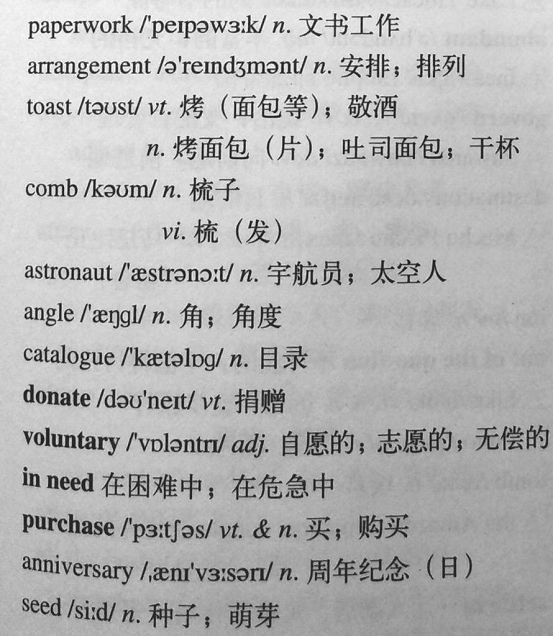 paperwork /'peɪpəwɜːk/ n. 文书工作
arrangement /ə'reɪndʒmənt/ n. 安排；排列
toast /təʊst/ vt. 烤（面包等）；敬酒
n. 烤面包（片）；吐司面包；干杯
comb /kəʊm/ n. 梳子
vi. 梳（发）
astronaut /'æstrənɔːt/ n. 宇航员；太空人
angle /'æŋgl/ n. 角；角度
catalogue /'kætəlɒg/ n. 目录
donate /dəʊ'neɪt/ vt. 捐赠
voluntary /'vɒləntrɪ/ adj. 自愿的；志愿的；无偿的
in need 在困难中；在危急中
purchase /'pɜːtʃəs/ vt. & n. 买；购买
anniversary /ˌænɪ'vɜːsərɪ/ n. 周年纪念（日）
seed /siːd/ n. 种子；萌芽